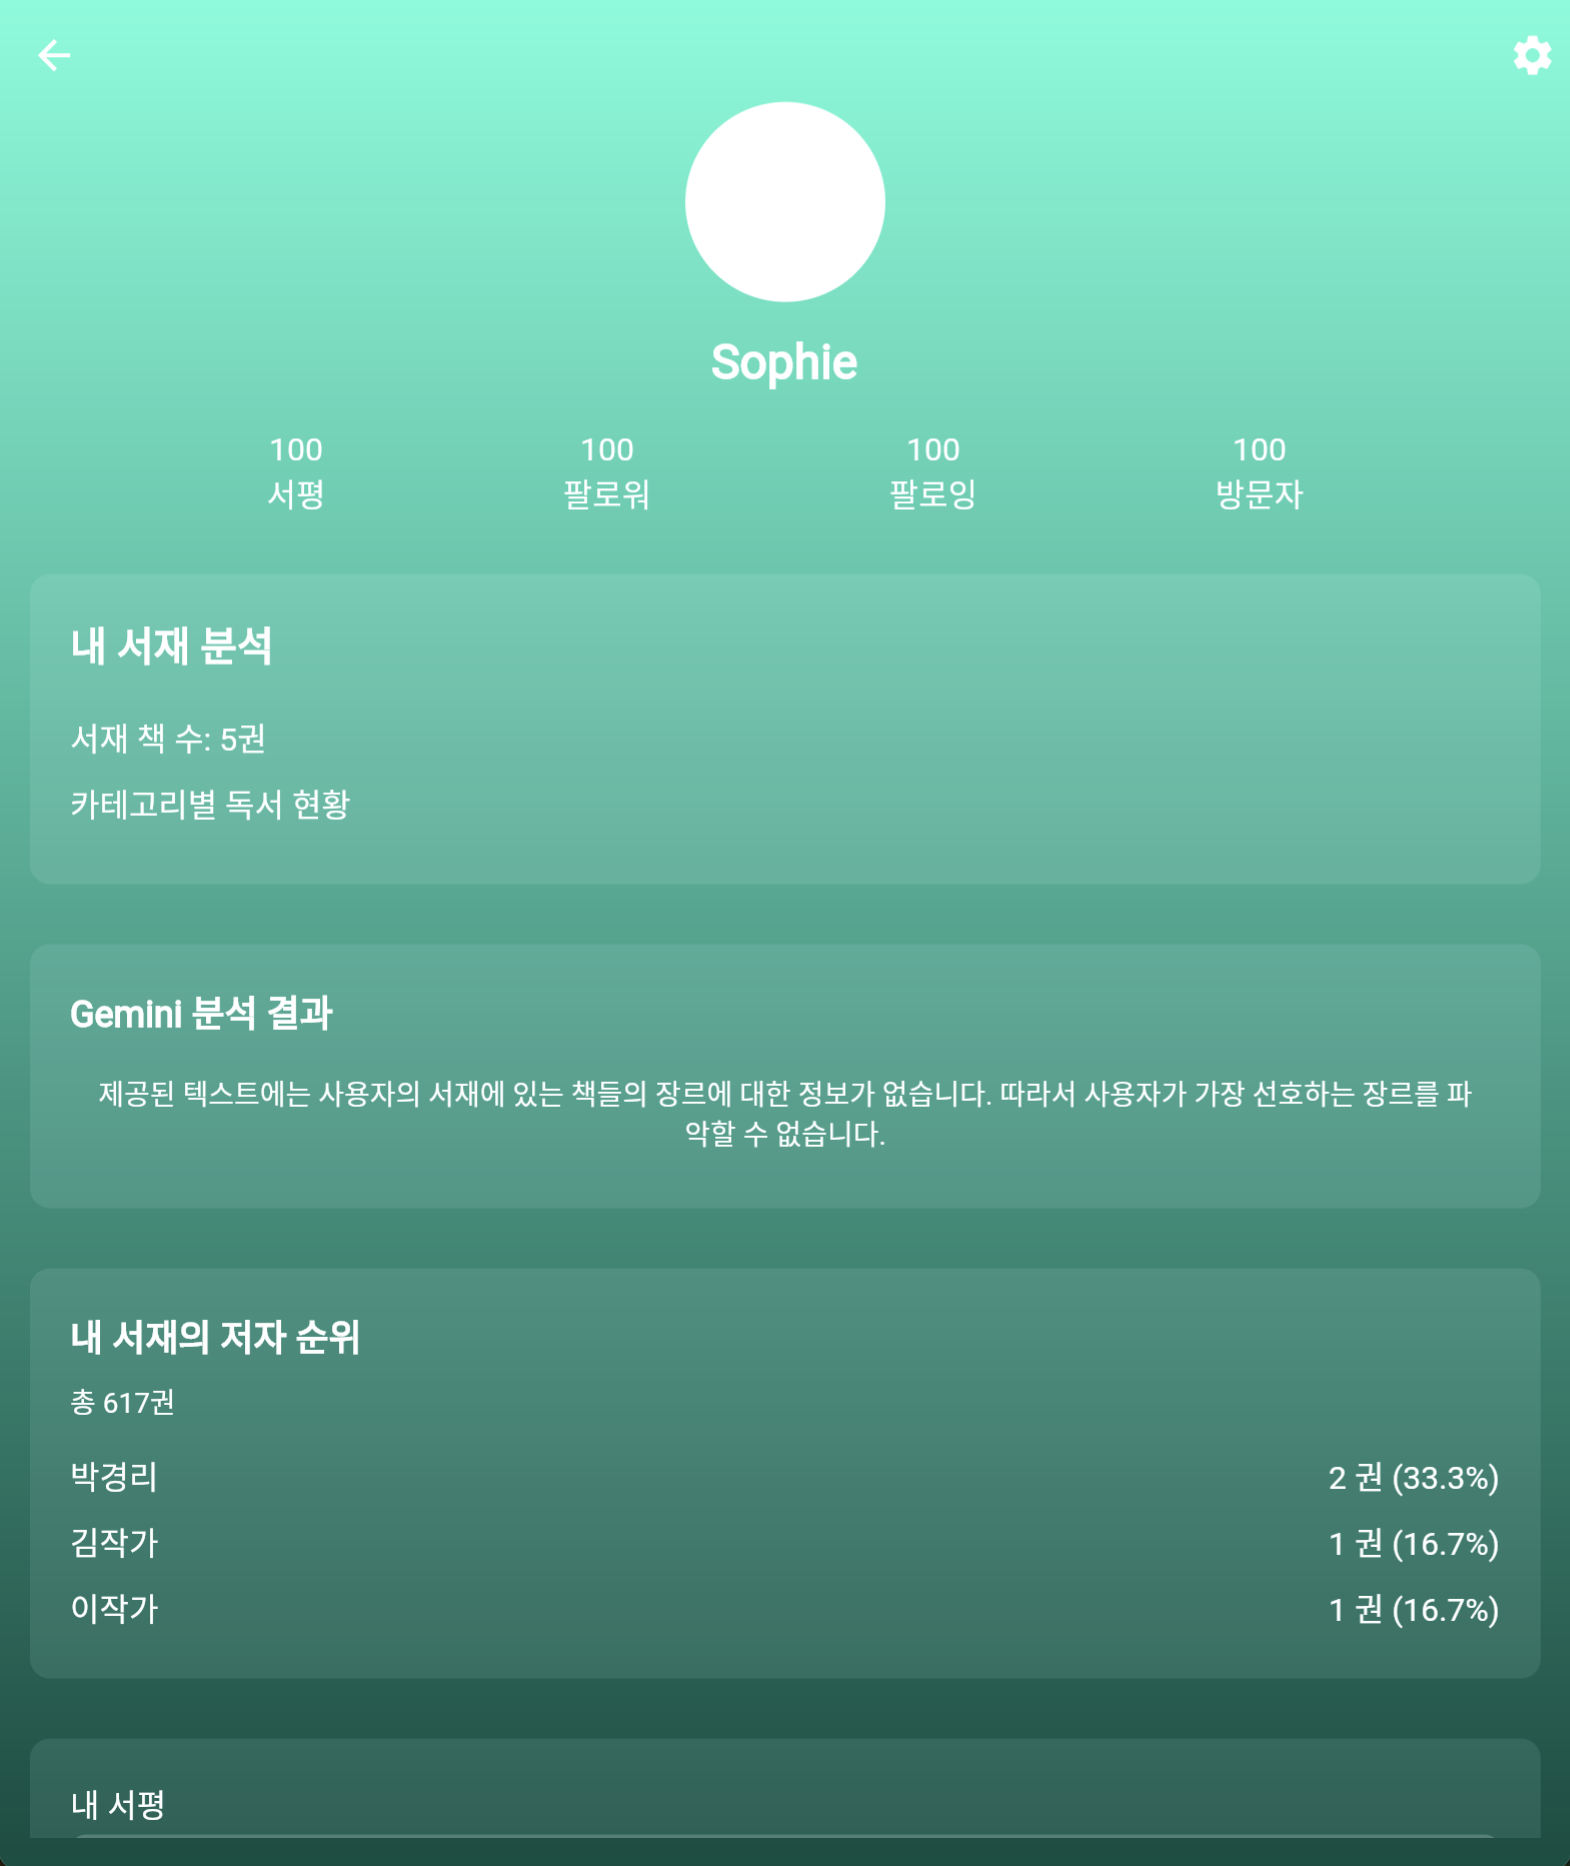 Sophie
100 100 100 100
서평 팔로워 팔로잉 방문자
내 서재 분석
서재 책 수: 5권
카테고리별 독서 현황
Gemini 분석 결과
제공된 텍스트에는 사용자의 서재에 있는 책들의 장르에 대한 정보가 없습니다. 따라서 사용자가 가장 선호하는 장르를 파
악할 수 없습니다.
내 서재의 저자 순위
총 617권
박경리 2 권 (33.3%)
김작가 1 권 (16.7%)
이작가 1 권 (16.7%)
내 서평